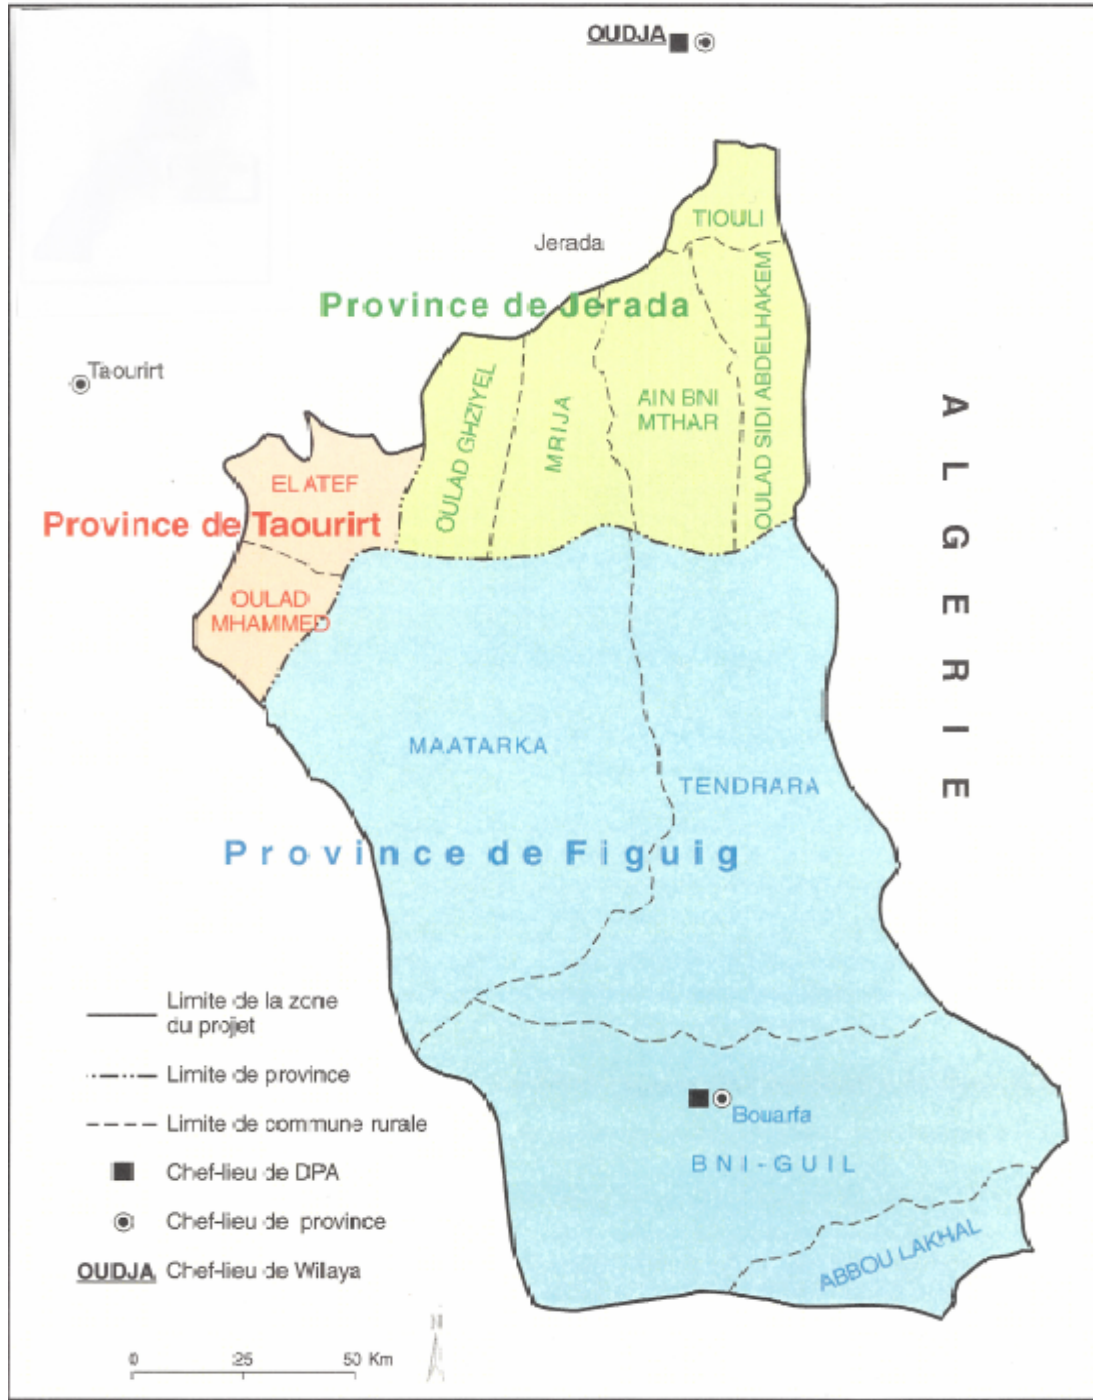 OUDJA
TIOULI
Jerada
Province de Jerada
OULAD SIDI ABDELHAKEM
Taourirt
OULAD GHZIYEL
MRIJA
AIN BNI
MTHAR
ALGERIE
EL ATEF
Province de Taourirt
OULAD
MHAMMED
MAATARKA
TENDRARA
Province de Figuig
Limite de la zone
du projet
Limite de province
Limite de commune rurale
Chef-lieu de DPA
Chef-lieu de province
OUDJA Chef-lieu de Willaya
Bouarfa
BNI-GUIL
ABBOU LAKHAL
N
0 25 50 Km